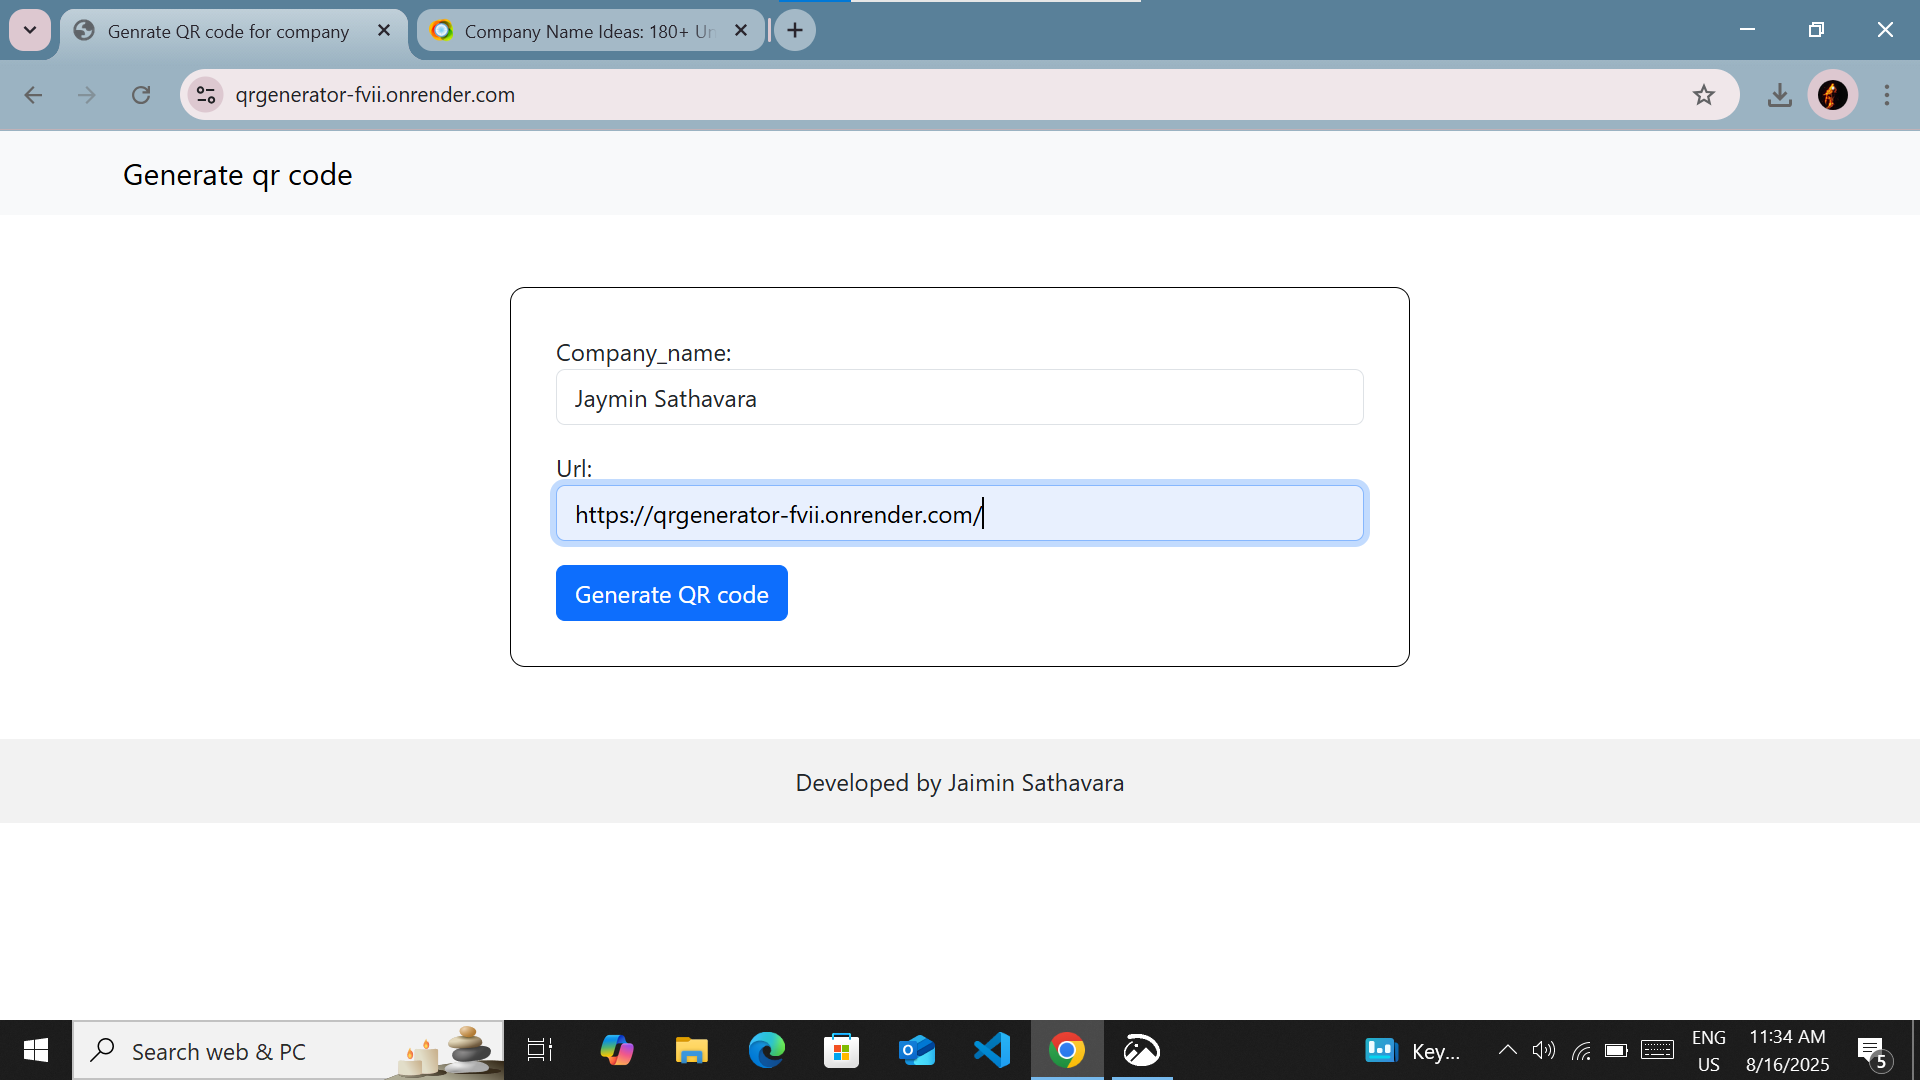 Genrate QR code for company
Company Name Ideas: 180+ Un
qrgenerator-fvii.onrender.com
Generate qr code
Company_name:
Jaymin Sathavara
Url:
https://qrgenerator-fvii.onrender.com/
Generate QR code
Developed by Jaimin Sathavara
Search web & PC
Key...
ENG
US
11:34 AM
8/16/2025
5